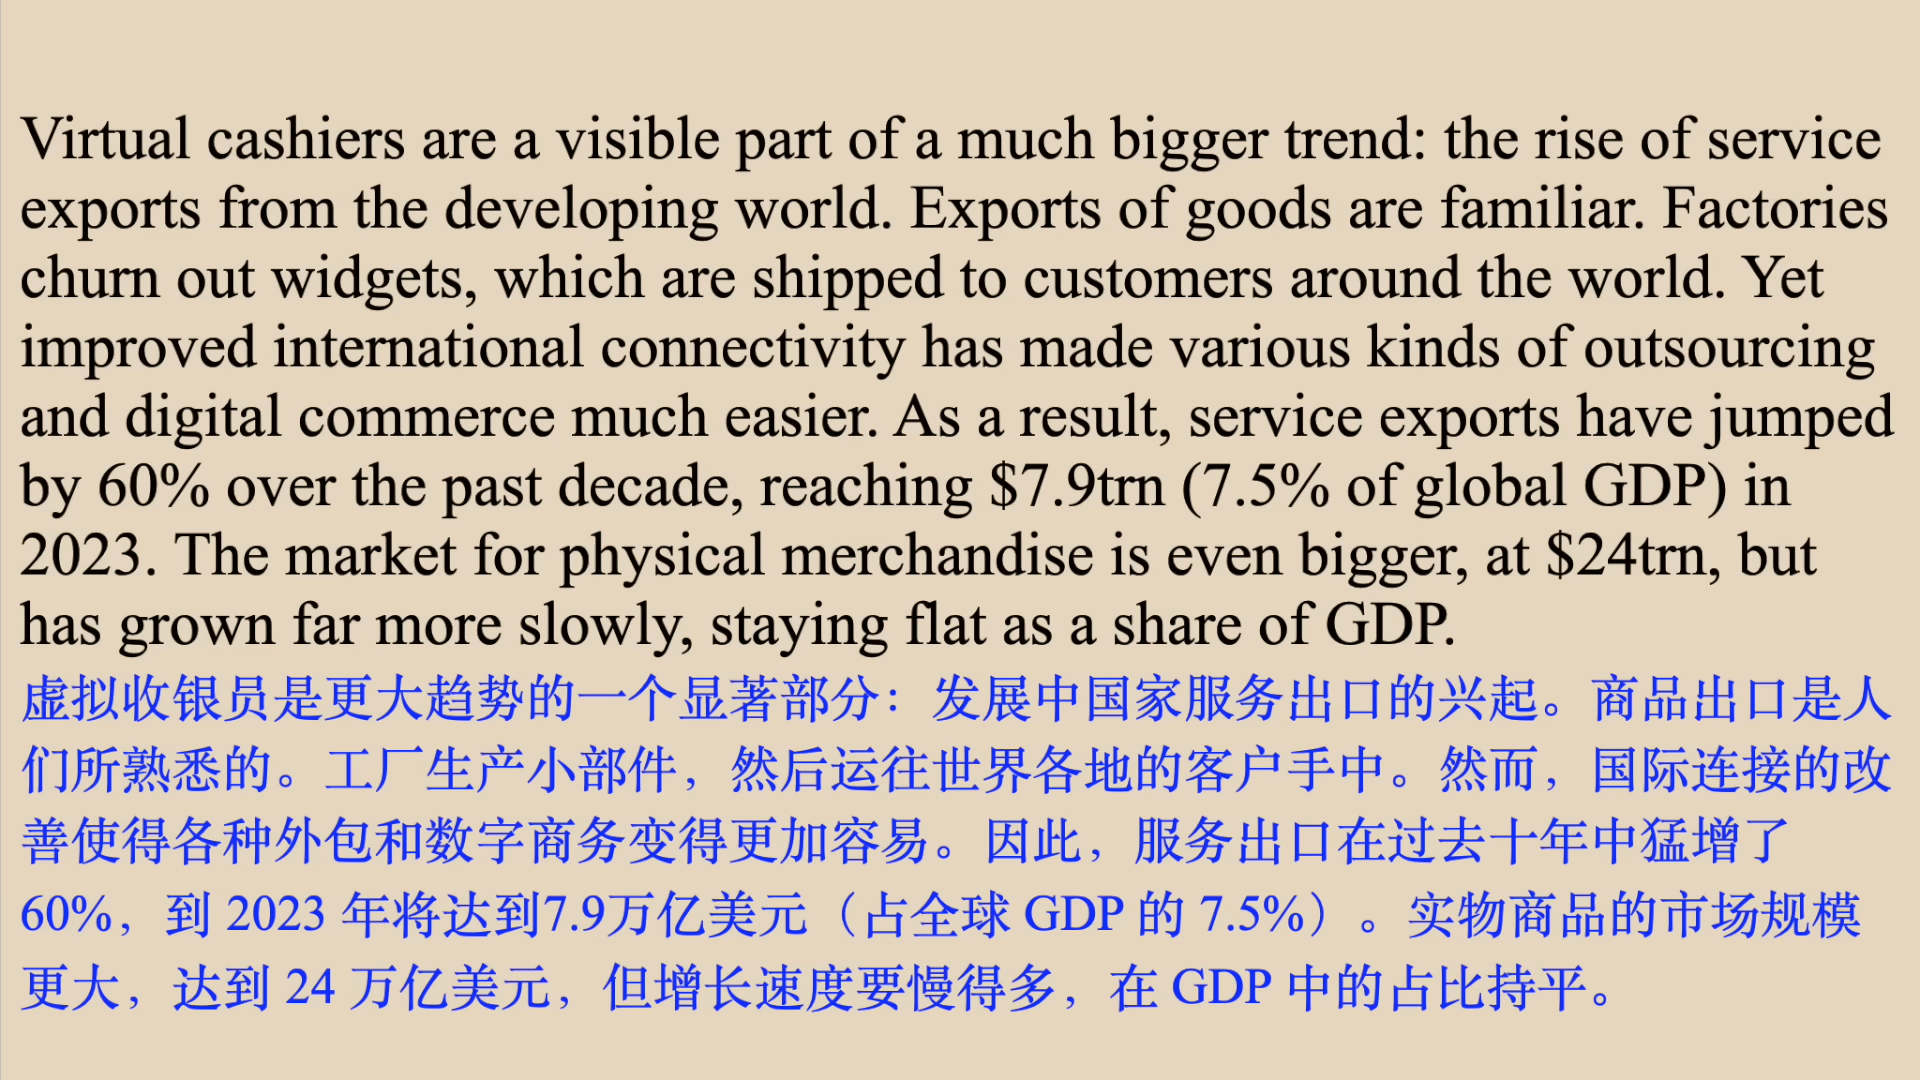 Virtual cashiers are a visible part of a much bigger trend: the rise of service
exports from the developing world. Exports of goods are familiar. Factories
churn out widgets, which are shipped to customers around the world. Yet
improved international connectivity has made various kinds of outsourcing
and digital commerce much easier. As a result, service exports have jumped
by 60% over the past decade, reaching $7.9trn (7.5% of global GDP) in
2023. The market for physical merchandise is even bigger, at $24trn, but
has grown far more slowly, staying flat as a share of GDP.
虚拟收银员是更大趋势的一个显著部分：发展中国家服务出口的兴起。商品出口是人
们所熟悉的。工厂生产小部件，然后运往世界各地的客户手中。然而，国际连接的改
善使得各种外包和数字商务变得更加容易。因此，服务出口在过去十年中猛增了
60%，到 2023 年将达到7.9万亿美元（占全球 GDP 的 7.5%）。实物商品的市场规模
更大，达到 24 万亿美元，但增长速度要慢得多，在 GDP 中的占比持平。